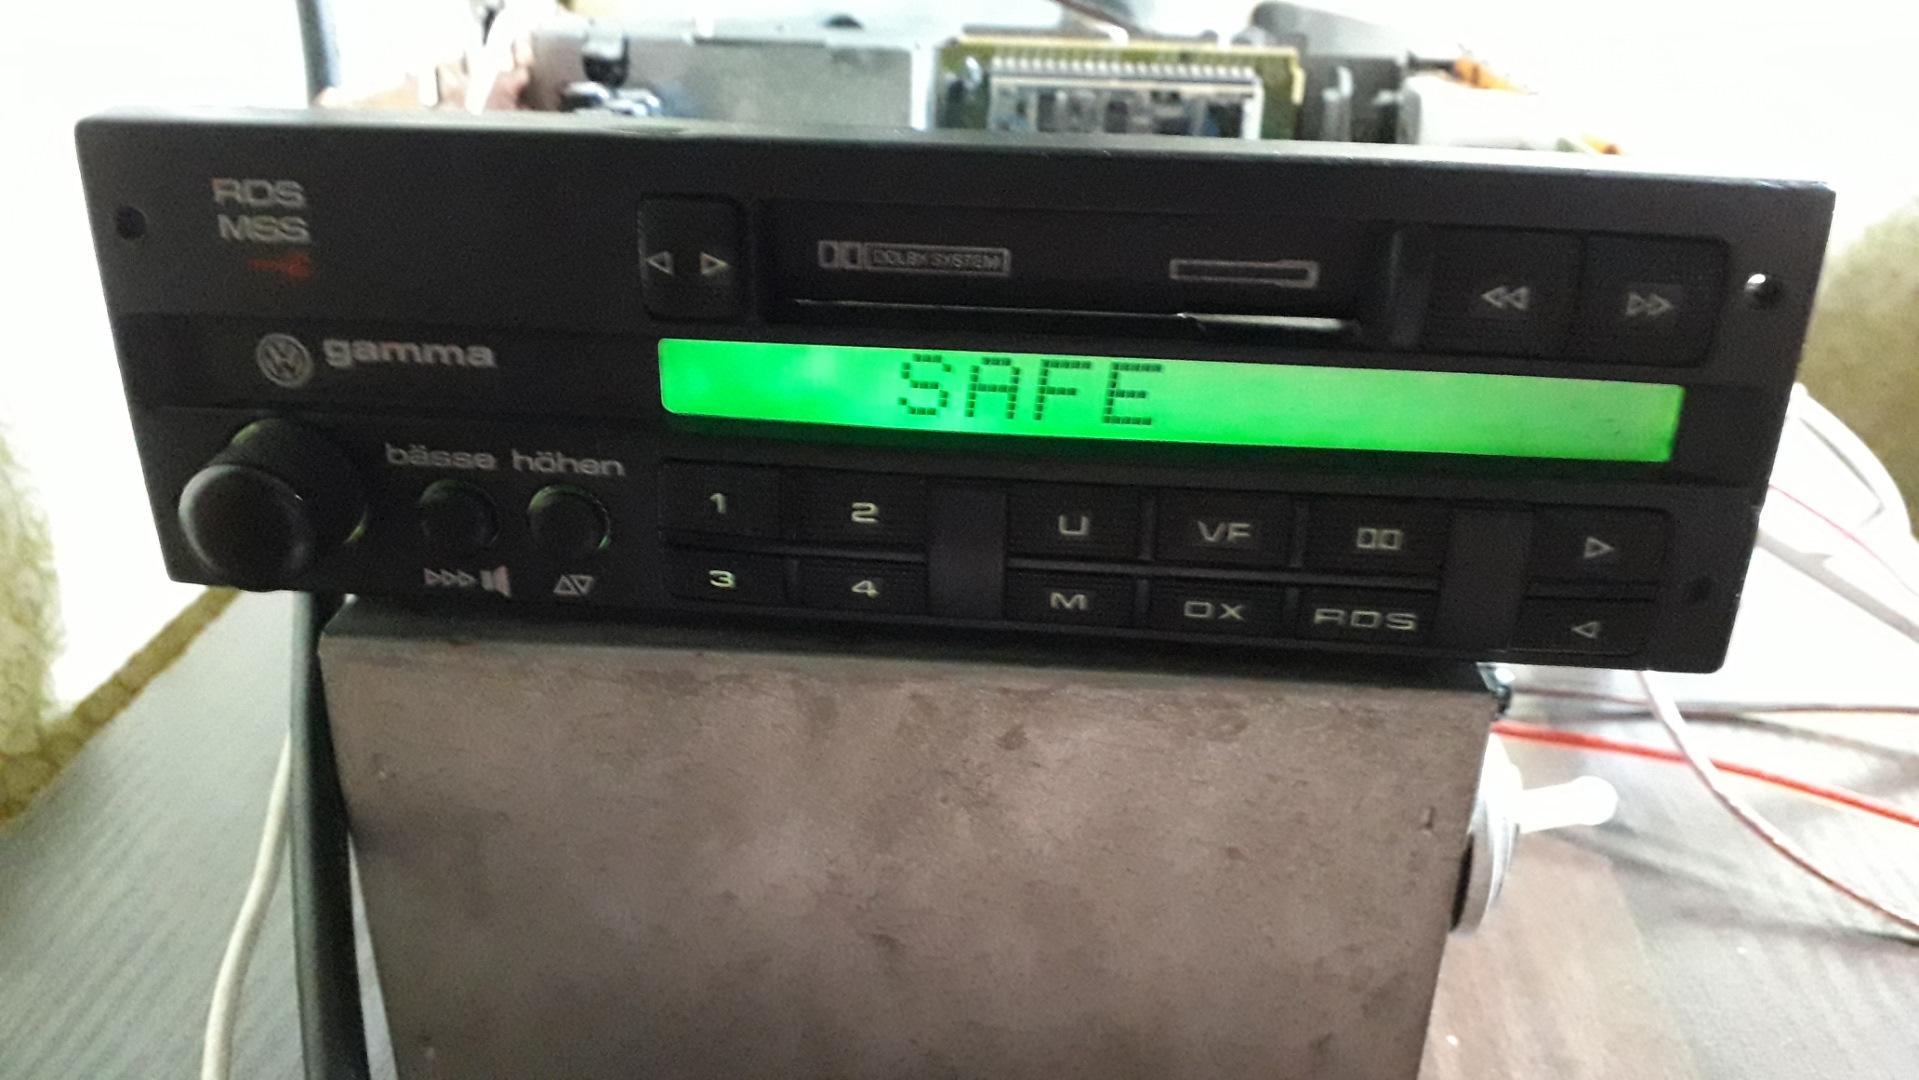 RDS
MSS
DOLBY SYSTEM
gamma
SAFE
bässe höhen
1 2 U VF
3 4 M DX RDS